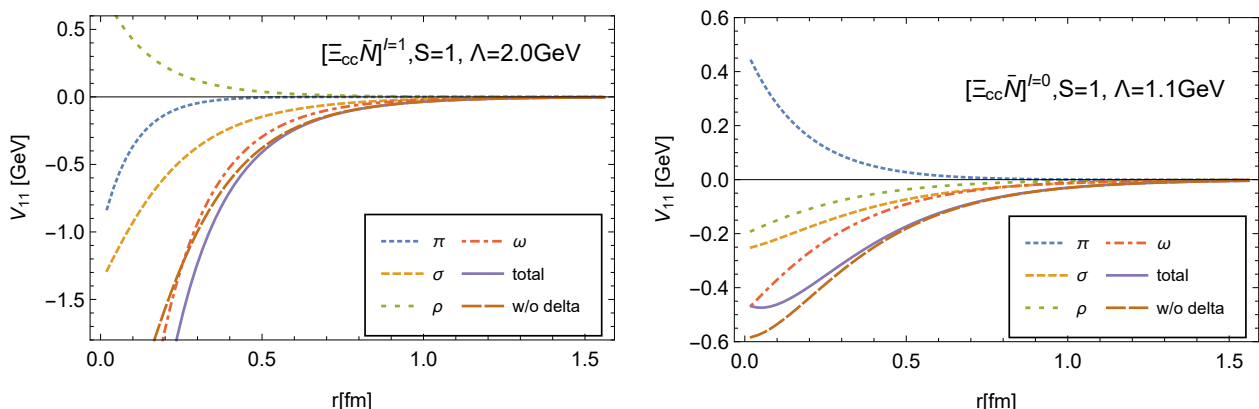 [Ξcc N̄]^I=1,S=1, Λ=2.0GeV
V11 [GeV]
0.5
0.0
−0.5
−1.0
−1.5
π ω
σ total
ρ w/o delta
0.0 0.5 1.0 1.5
r[fm]
[Ξcc N̄]^I=0,S=1, Λ=1.1GeV
V11 [GeV]
0.6
0.4
0.2
0.0
−0.2
−0.4
−0.6
π ω
σ total
ρ w/o delta
0.0 0.5 1.0 1.5
r[fm]